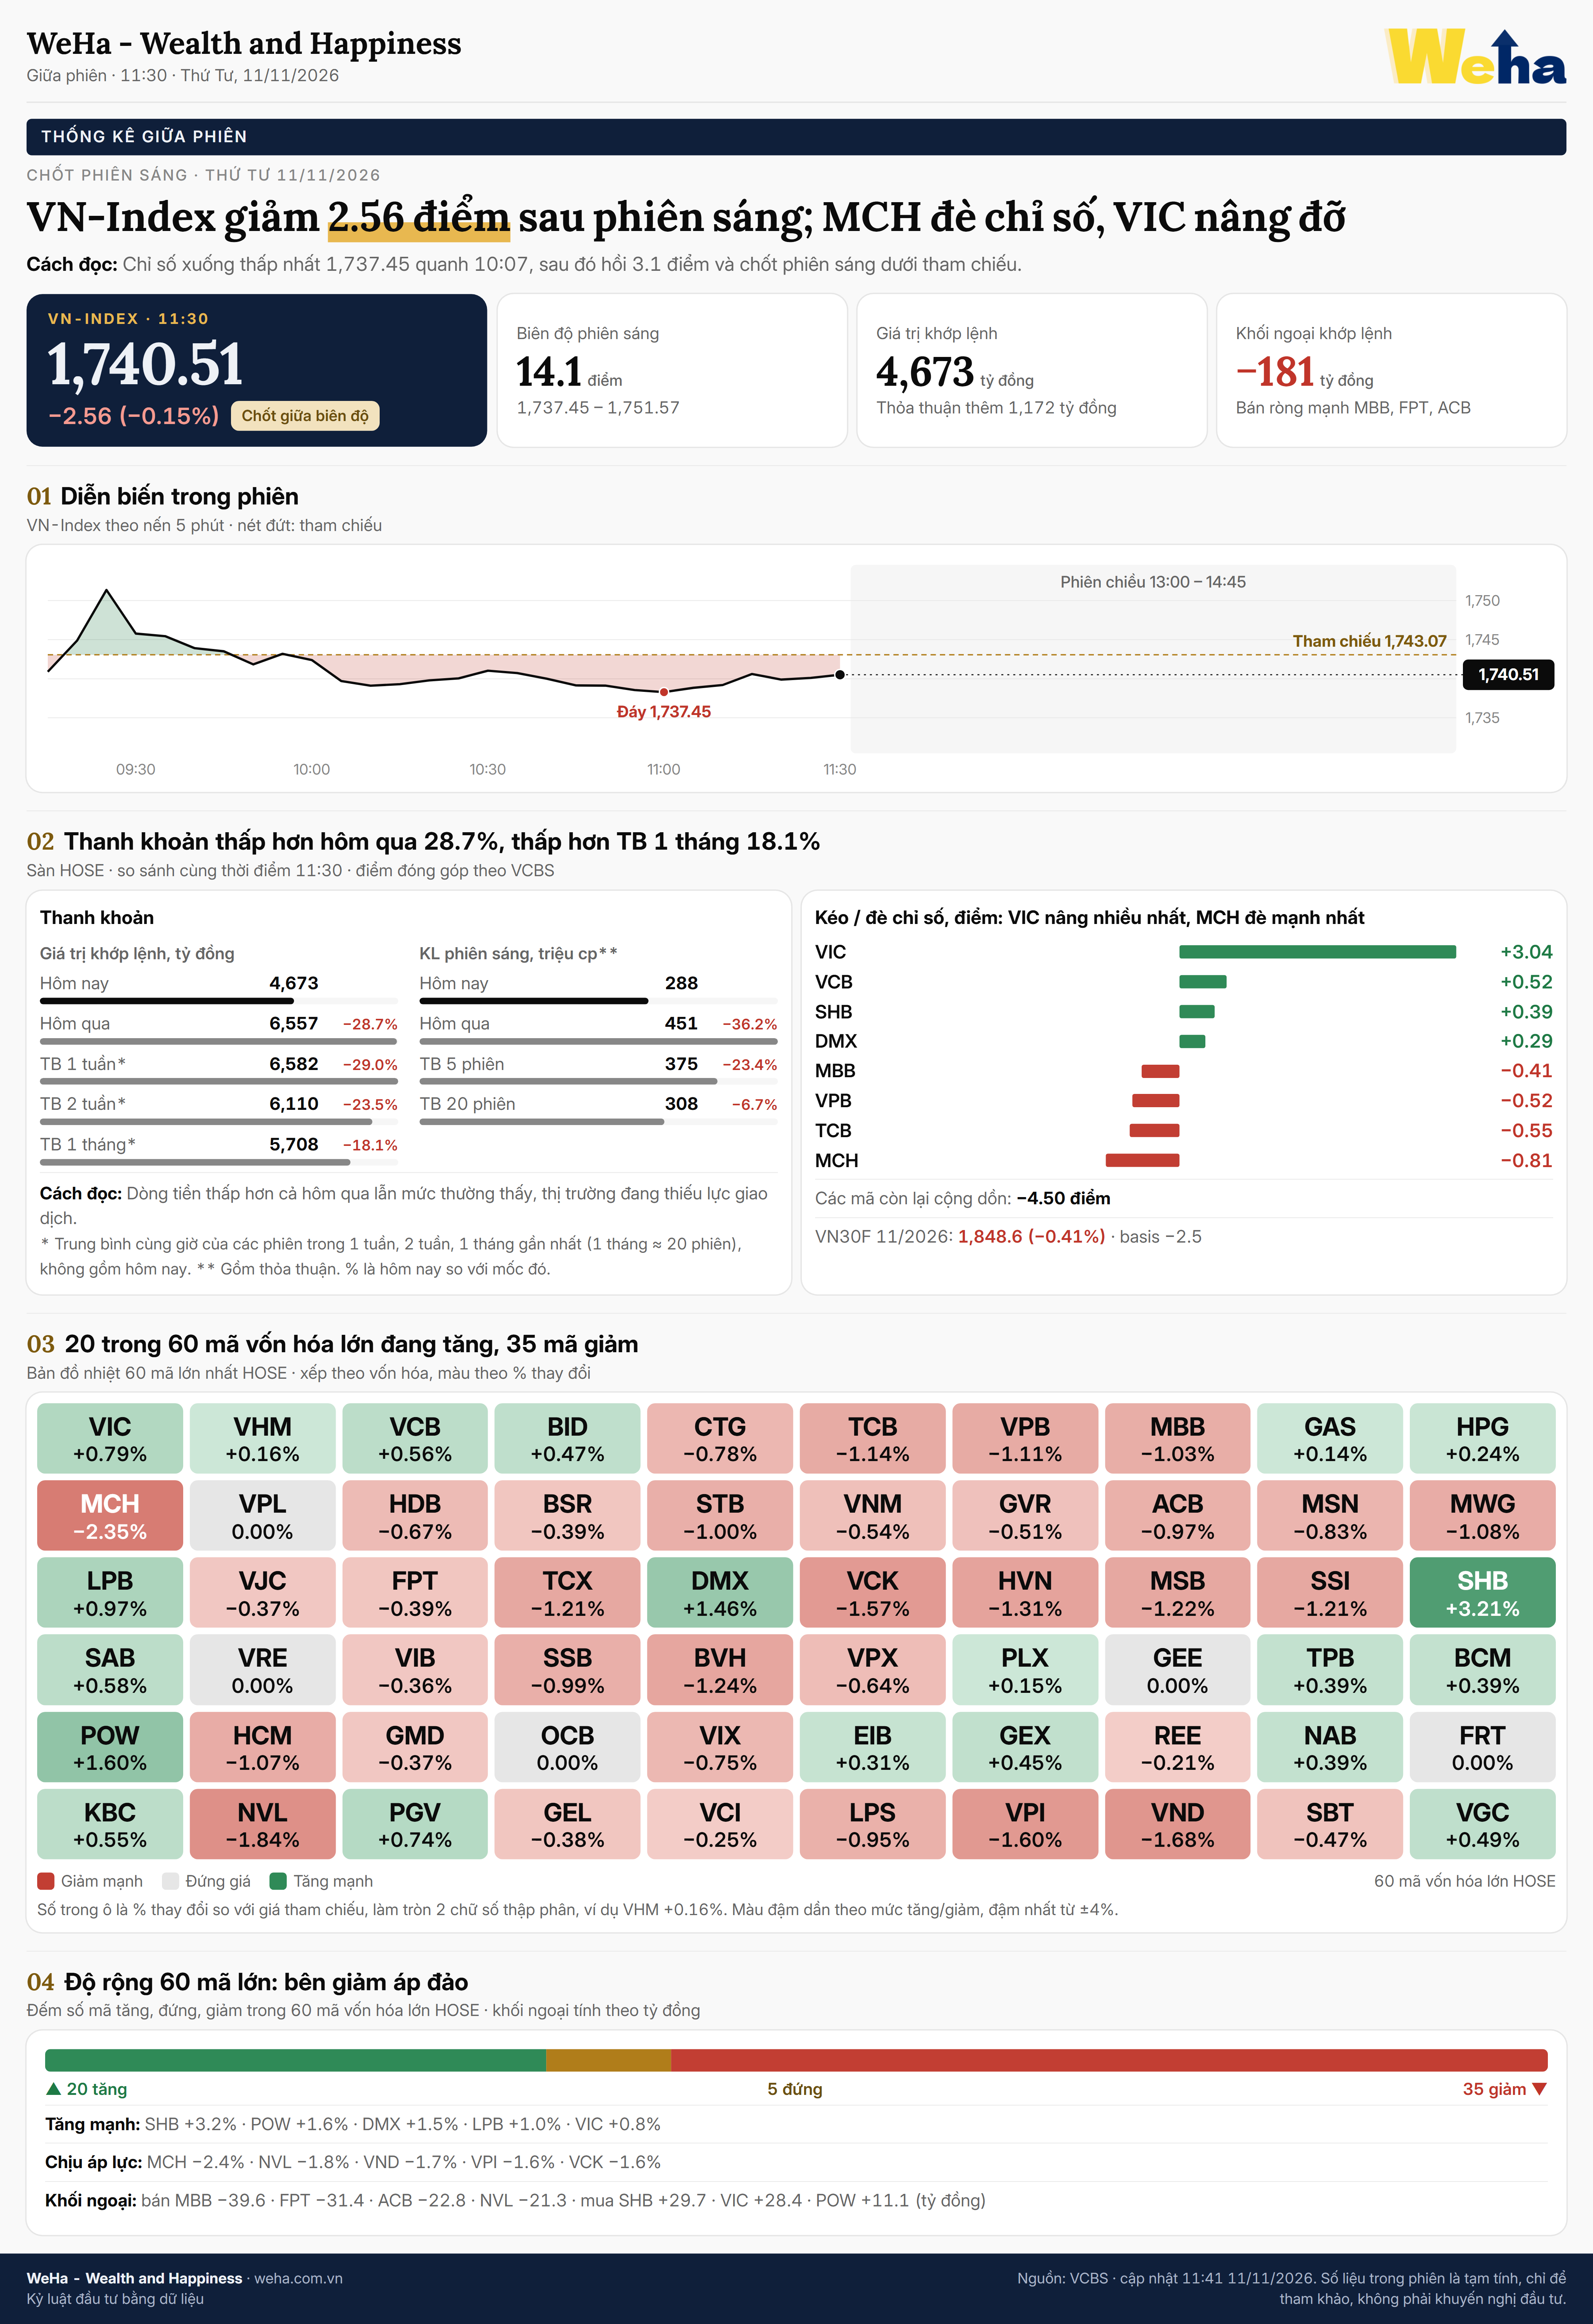 WeHa - Wealth and Happiness
Giữa phiên · 11:30 · Thứ Tư, 11/11/2026
Weha
THỐNG KÊ GIỮA PHIÊN
CHỐT PHIÊN SÁNG · THỨ TƯ 11/11/2026
VN-Index giảm 2.56 điểm sau phiên sáng; MCH đè chỉ số, VIC nâng đỡ
Cách đọc: Chỉ số xuống thấp nhất 1,737.45 quanh 10:07, sau đó hồi 3.1 điểm và chốt phiên sáng dưới tham chiếu.
VN-INDEX · 11:30
1,740.51
−2.56 (−0.15%) Chốt giữa biên độ
Biên độ phiên sáng
14.1 điểm
1,737.45 – 1,751.57
Giá trị khớp lệnh
4,673 tỷ đồng
Thỏa thuận thêm 1,172 tỷ đồng
Khối ngoại khớp lệnh
−181 tỷ đồng
Bán ròng mạnh MBB, FPT, ACB
01 Diễn biến trong phiên
VN-Index theo nến 5 phút · nét đứt: tham chiếu
Phiên chiều 13:00 – 14:45
1,750
Tham chiếu 1,743.07
1,745
1,740.51
Đáy 1,737.45
1,735
09:30 10:00 10:30 11:00 11:30
02 Thanh khoản thấp hơn hôm qua 28.7%, thấp hơn TB 1 tháng 18.1%
Sàn HOSE · so sánh cùng thời điểm 11:30 · điểm đóng góp theo VCBS
Thanh khoản
Giá trị khớp lệnh, tỷ đồng
Hôm nay 4,673
Hôm qua 6,557 −28.7%
TB 1 tuần* 6,582 −29.0%
TB 2 tuần* 6,110 −23.5%
TB 1 tháng* 5,708 −18.1%
KL phiên sáng, triệu cp**
Hôm nay 288
Hôm qua 451 −36.2%
TB 5 phiên 375 −23.4%
TB 20 phiên 308 −6.7%
Cách đọc: Dòng tiền thấp hơn cả hôm qua lẫn mức thường thấy, thị trường đang thiếu lực giao
dịch.
* Trung bình cùng giờ của các phiên trong 1 tuần, 2 tuần, 1 tháng gần nhất (1 tháng ≈ 20 phiên),
không gồm hôm nay. ** Gồm thỏa thuận. % là hôm nay so với mốc đó.
Kéo / đè chỉ số, điểm: VIC nâng nhiều nhất, MCH đè mạnh nhất
VIC +3.04
VCB +0.52
SHB +0.39
DMX +0.29
MBB −0.41
VPB −0.52
TCB −0.55
MCH −0.81
Các mã còn lại cộng dồn: −4.50 điểm
VN30F 11/2026: 1,848.6 (−0.41%) · basis −2.5
03 20 trong 60 mã vốn hóa lớn đang tăng, 35 mã giảm
Bản đồ nhiệt 60 mã lớn nhất HOSE · xếp theo vốn hóa, màu theo % thay đổi
VIC VHM VCB BID CTG TCB VPB MBB GAS HPG
+0.79% +0.16% +0.56% +0.47% −0.78% −1.14% −1.11% −1.03% +0.14% +0.24%
MCH VPL HDB BSR STB VNM GVR ACB MSN MWG
−2.35% 0.00% −0.67% −0.39% −1.00% −0.54% −0.51% −0.97% −0.83% −1.08%
LPB VJC FPT TCX DMX VCK HVN MSB SSI SHB
+0.97% −0.37% −0.39% −1.21% +1.46% −1.57% −1.31% −1.22% −1.21% +3.21%
SAB VRE VIB SSB BVH VPX PLX GEE TPB BCM
+0.58% 0.00% −0.36% −0.99% −1.24% −0.64% +0.15% 0.00% +0.39% +0.39%
POW HCM GMD OCB VIX EIB GEX REE NAB FRT
+1.60% −1.07% −0.37% 0.00% −0.75% +0.31% +0.45% −0.21% +0.39% 0.00%
KBC NVL PGV GEL VCI LPS VPI VND SBT VGC
+0.55% −1.84% +0.74% −0.38% −0.25% −0.95% −1.60% −1.68% −0.47% +0.49%
Giảm mạnh Đứng giá Tăng mạnh 60 mã vốn hóa lớn HOSE
Số trong ô là % thay đổi so với giá tham chiếu, làm tròn 2 chữ số thập phân, ví dụ VHM +0.16%. Màu đậm dần theo mức tăng/giảm, đậm nhất từ ±4%.
04 Độ rộng 60 mã lớn: bên giảm áp đảo
Đếm số mã tăng, đứng, giảm trong 60 mã vốn hóa lớn HOSE · khối ngoại tính theo tỷ đồng
▲ 20 tăng 5 đứng 35 giảm ▼
Tăng mạnh: SHB +3.2% · POW +1.6% · DMX +1.5% · LPB +1.0% · VIC +0.8%
Chịu áp lực: MCH −2.4% · NVL −1.8% · VND −1.7% · VPI −1.6% · VCK −1.6%
Khối ngoại: bán MBB −39.6 · FPT −31.4 · ACB −22.8 · NVL −21.3 · mua SHB +29.7 · VIC +28.4 · POW +11.1 (tỷ đồng)
WeHa - Wealth and Happiness · weha.com.vn
Kỷ luật đầu tư bằng dữ liệu
Nguồn: VCBS · cập nhật 11:41 11/11/2026. Số liệu trong phiên là tạm tính, chỉ để
tham khảo, không phải khuyến nghị đầu tư.